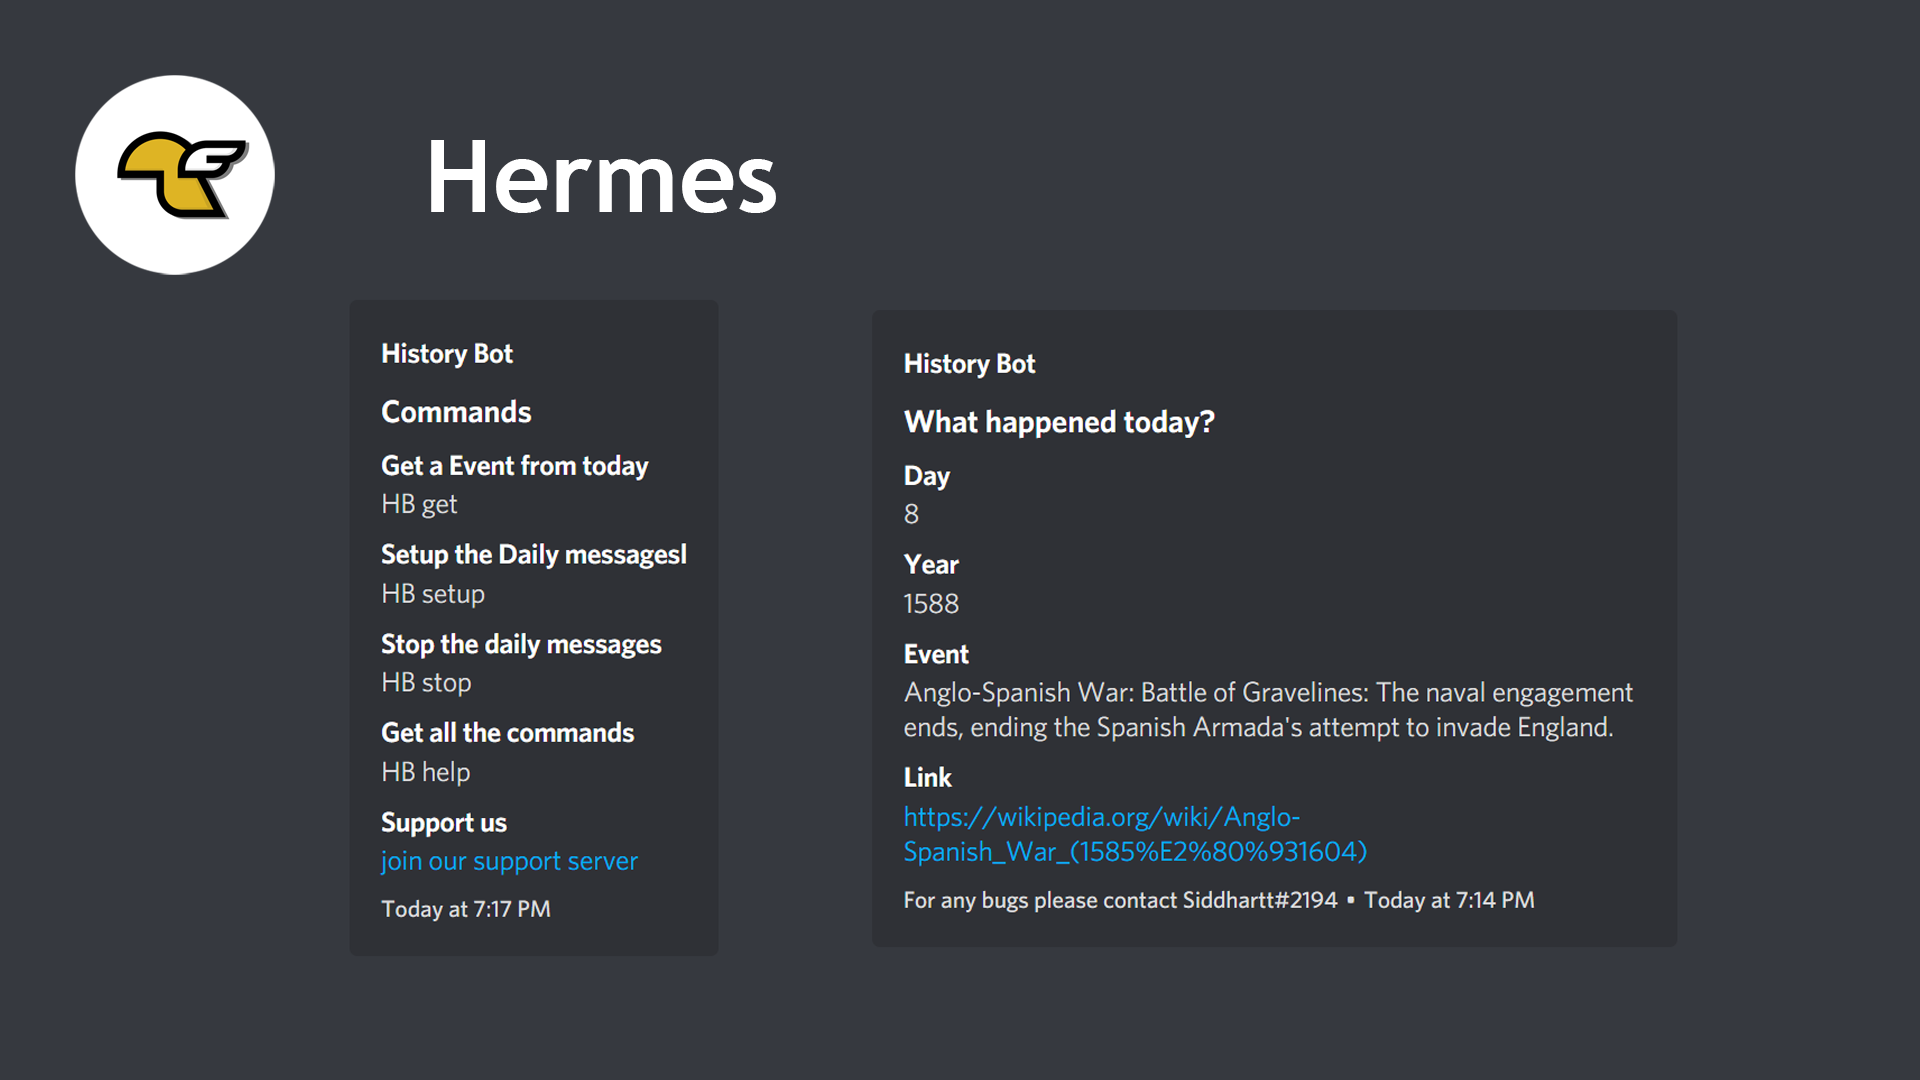 Hermes
History Bot
Commands
Get a Event from today
HB get
Setup the Daily messagesl
HB setup
Stop the daily messages
HB stop
Get all the commands
HB help
Support us
join our support server
Today at 7:17 PM
History Bot
What happened today?
Day
8
Year
1588
Event
Anglo-Spanish War: Battle of Gravelines: The naval engagement
ends, ending the Spanish Armada's attempt to invade England.
Link
https://wikipedia.org/wiki/Anglo-
Spanish_War_(1585%E2%80%931604)
For any bugs please contact Siddhartt#2194 • Today at 7:14 PM